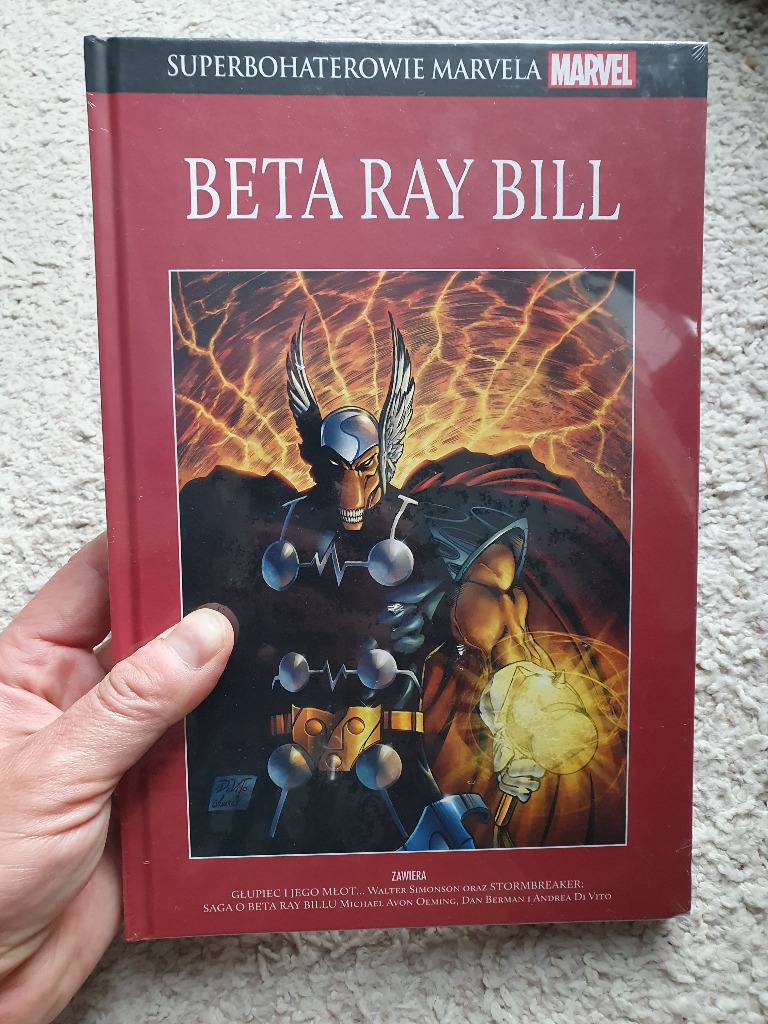 SUPERBOHATEROWIE MARVELA MARVEL
BETA RAY BILL
DiVITO
ZAWIERA
GŁUPIEC I JEGO MŁOT... WALTER SIMONSON ORAZ STORMBREAKER:
SAGA O BETA RAY BILLU MICHAEL AVON OEMING, DAN BERMAN I ANDREA DI VITO